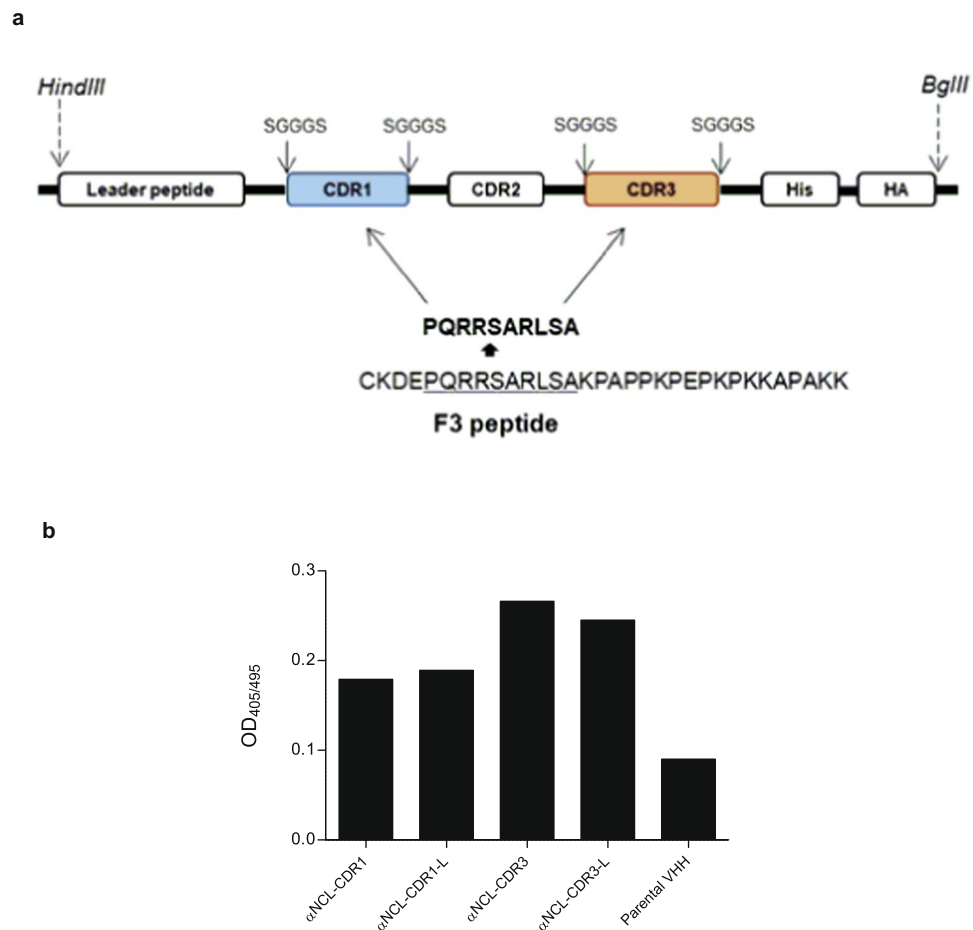 a
HindIII
BglII
SGGGS SGGGS SGGGS SGGGS
Leader peptide CDR1 CDR2 CDR3 His HA
PQRRSARLSA
CKDEPQRRSARLSAKPAPPKPEPKPKKAPAKK
F3 peptide
b
0.3
0.2
0.1
0.0
OD405/495
αNCL-CDR1
αNCL-CDR1-L
αNCL-CDR3
αNCL-CDR3-L
Parental VHH